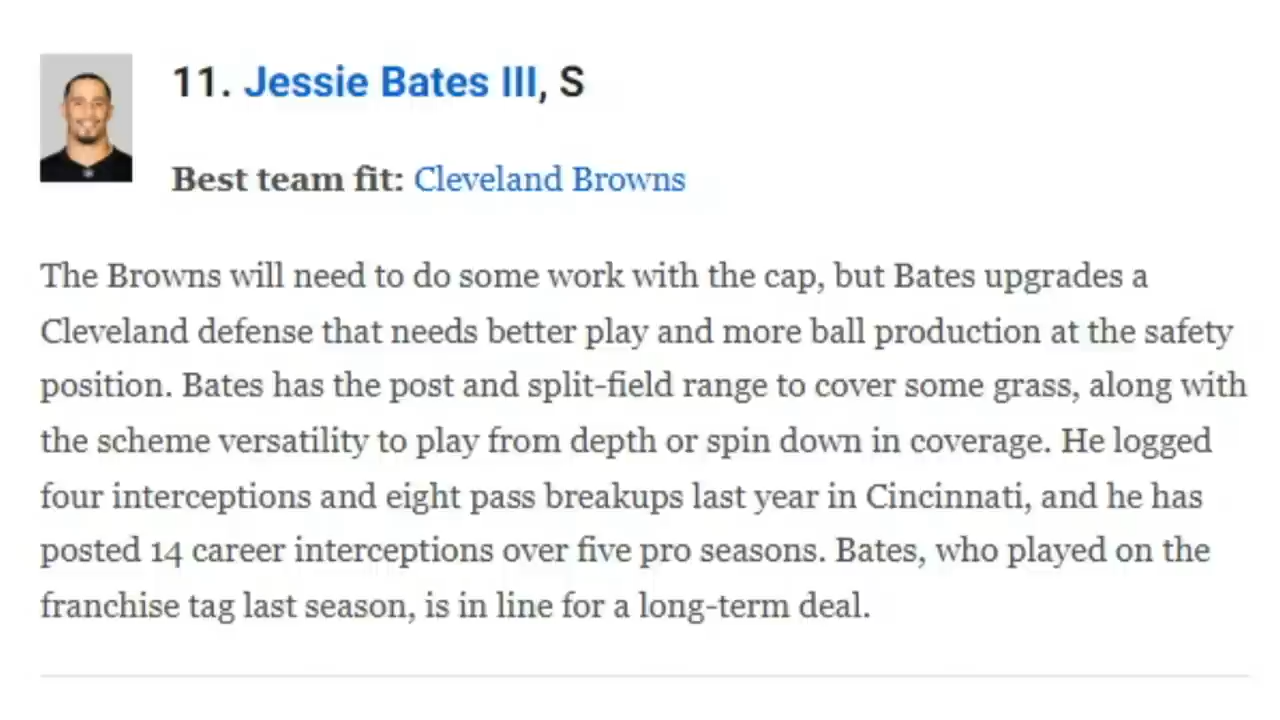 11. Jessie Bates III, S
Best team fit: Cleveland Browns
The Browns will need to do some work with the cap, but Bates upgrades a
Cleveland defense that needs better play and more ball production at the safety
position. Bates has the post and split-field range to cover some grass, along with
the scheme versatility to play from depth or spin down in coverage. He logged
four interceptions and eight pass breakups last year in Cincinnati, and he has
posted 14 career interceptions over five pro seasons. Bates, who played on the
franchise tag last season, is in line for a long-term deal.